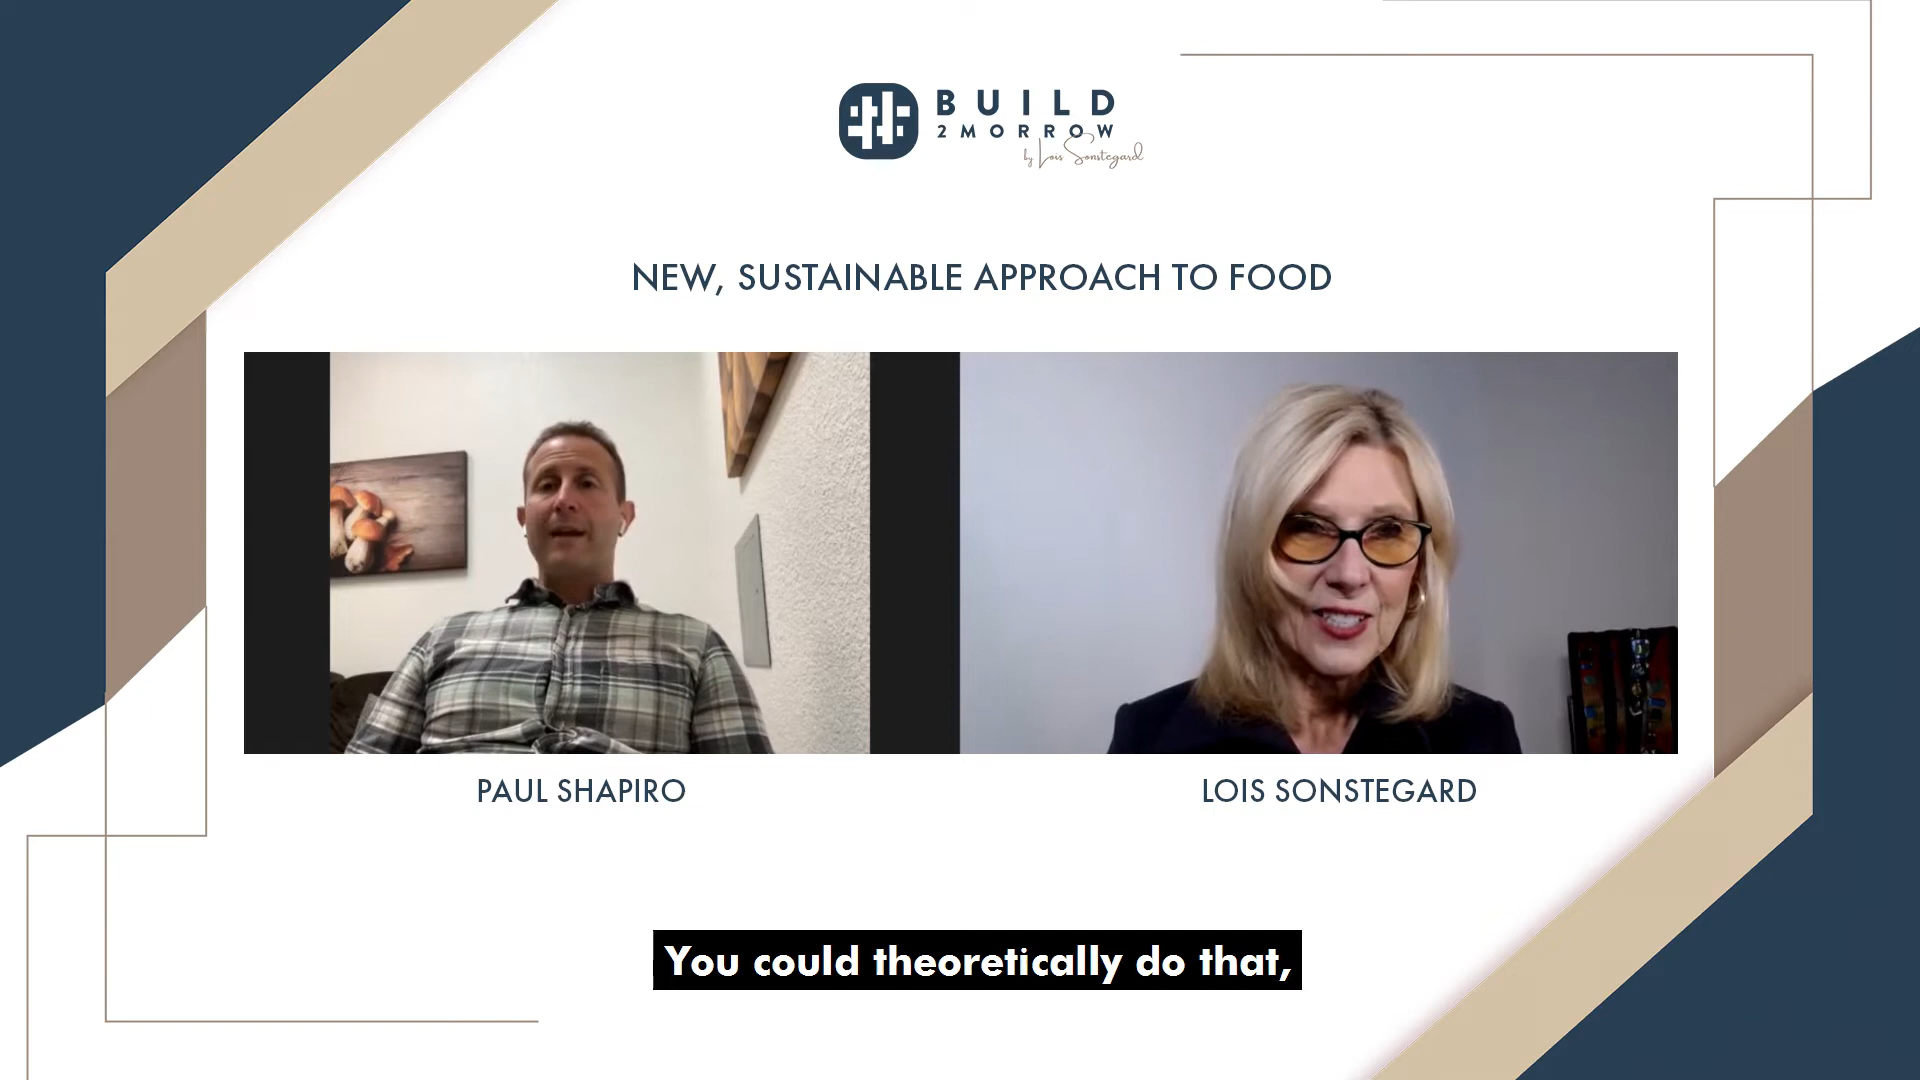 BUILD
2MORROW
by Lois Sonstegard
NEW, SUSTAINABLE APPROACH TO FOOD
PAUL SHAPIRO
LOIS SONSTEGARD
You could theoretically do that,